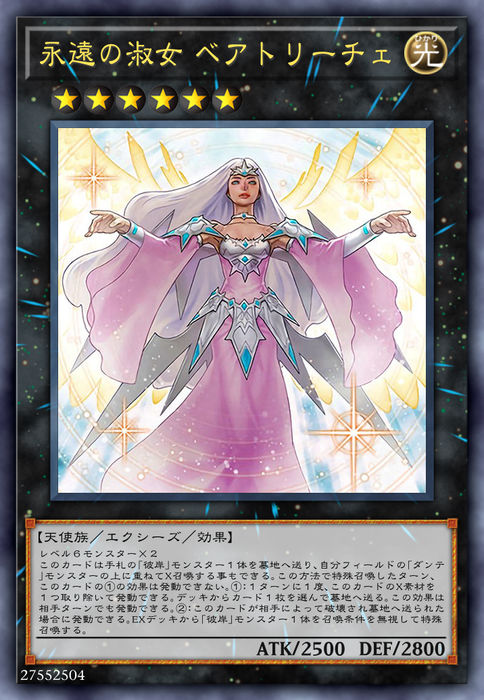 永遠の淑女 ベアトリーチェ
ひかり
光
【天使族／エクシーズ／効果】
レベル６モンスター×２
このカードは手札の「彼岸」モンスター１体を墓地へ送り、自分フィールドの「ダンテ
」モンスターの上に重ねてX召喚する事もできる。この方法で特殊召喚したターン、
このカードの①の効果は発動できない。①：１ターンに１度、このカードのX素材を
１つ取り除いて発動できる。デッキからカード１枚を選んで墓地へ送る。この効果は
相手ターンでも発動できる。②：このカードが相手によって破壊され墓地へ送られた
場合に発動できる。EXデッキから「彼岸」モンスター１体を召喚条件を無視して特殊
召喚する。
ATK/2500 DEF/2800
27552504